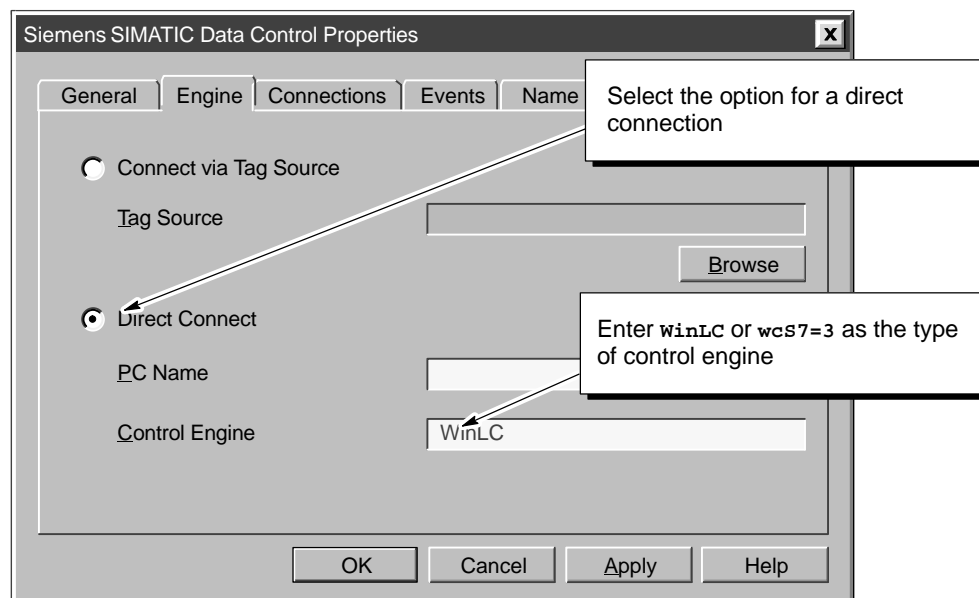 Siemens SIMATIC Data Control Properties
X
General Engine Connections Events Name
Select the option for a direct
connection
Connect via Tag Source
Tag Source
Browse
Direct Connect
Enter WinLC or wcS7=3 as the type
of control engine
PC Name
Control Engine
WinLC
OK Cancel Apply Help